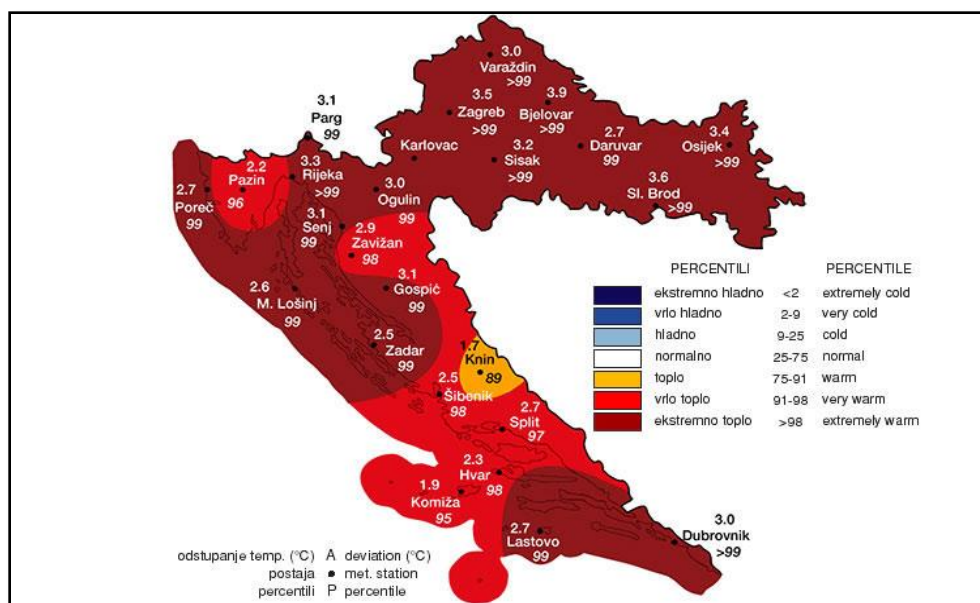 3.0
Varaždin
>99
3.5
Zagreb
>99
3.9
Bjelovar
>99
3.1
Parg
99
Karlovac
3.2
Sisak
>99
2.7
Daruvar
99
3.4
Osijek
>99
3.6
Sl. Brod
>99
2.2
Pazin
96
3.3
Rijeka
>99
2.7
Poreč
99
3.0
Ogulin
99
3.1
Senj
99
2.9
Zavižan
98
3.1
Gospić
99
2.6
M. Lošinj
99
2.5
Zadar
99
1.7
Knin
89
2.5
Šibenik
98
2.7
Split
97
2.3
Hvar
98
1.9
Komiža
95
2.7
Lastovo
99
3.0
Dubrovnik
>99
PERCENTILI PERCENTILE
ekstremno hladno <2 extremely cold
vrlo hladno 2-9 very cold
hladno 9-25 cold
normalno 25-75 normal
toplo 75-91 warm
vrlo toplo 91-98 very warm
ekstremno toplo >98 extremely warm
odstupanje temp. (°C) A deviation (°C)
postaja ● met. station
percentili P percentile